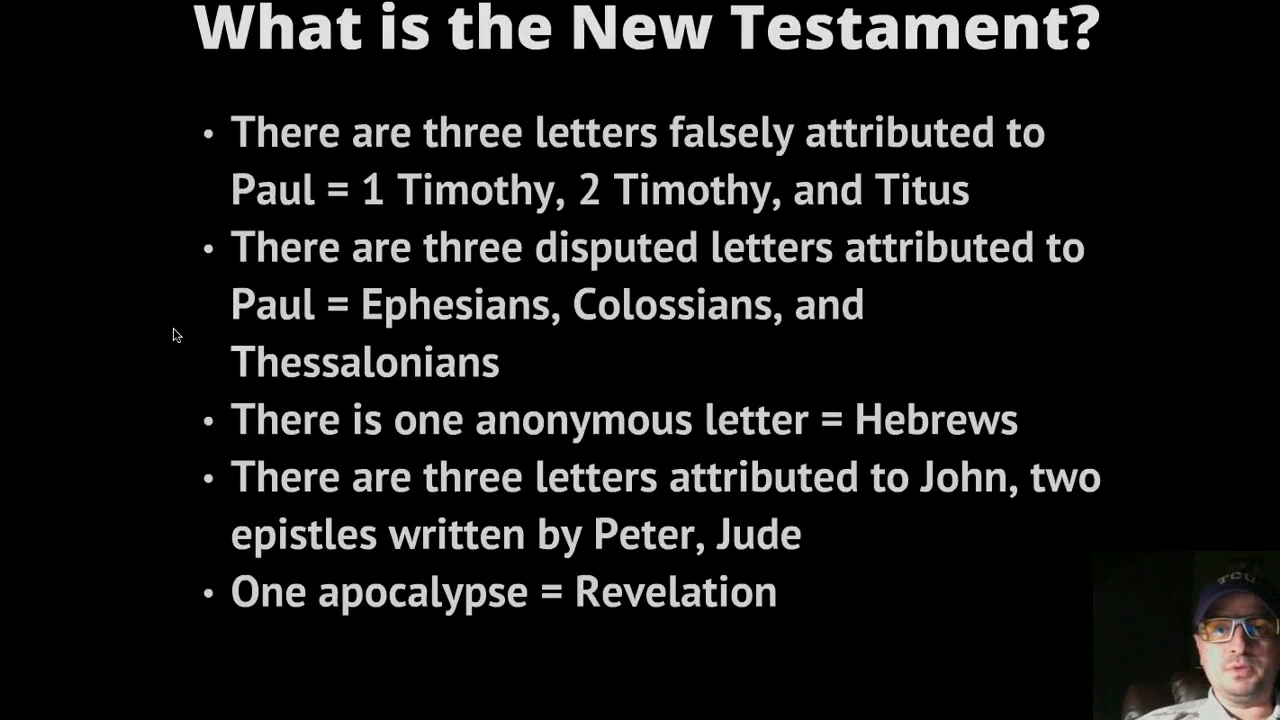 What is the New Testament?
• There are three letters falsely attributed to
Paul = 1 Timothy, 2 Timothy, and Titus
• There are three disputed letters attributed to
Paul = Ephesians, Colossians, and
Thessalonians
• There is one anonymous letter = Hebrews
• There are three letters attributed to John, two
epistles written by Peter, Jude
• One apocalypse = Revelation
TCU